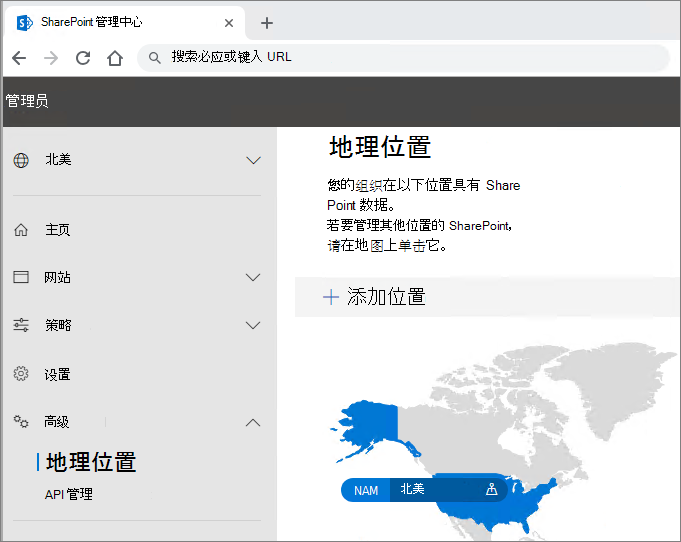 SharePoint 管理中心
搜索必应或键入 URL
管理员
北美
主页
网站
策略
设置
高级
地理位置
API 管理
地理位置
您的组织在以下位置具有 Share
Point 数据。
若要管理其他位置的 SharePoint,
请在地图上单击它。
添加位置
NAM 北美